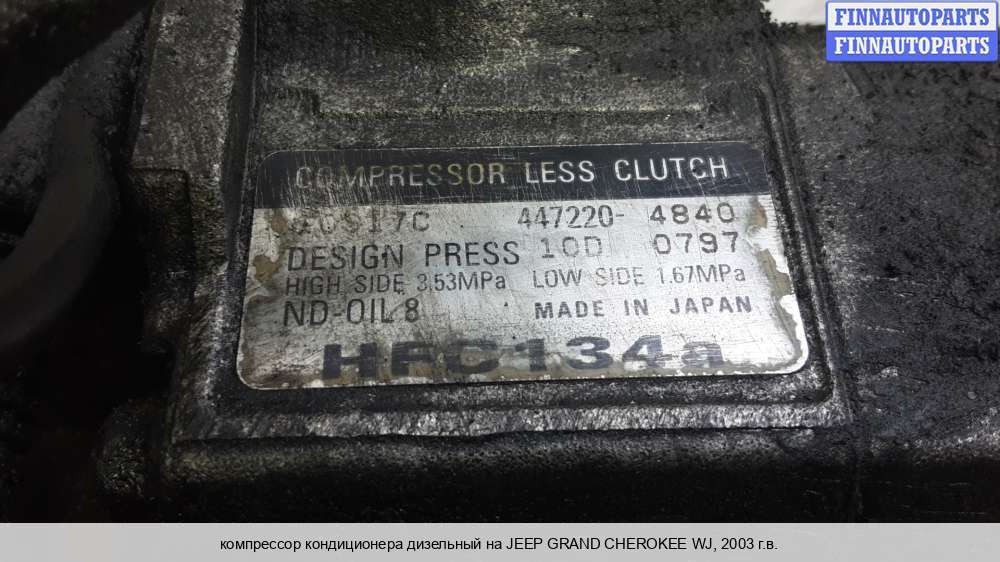 FINNAUTOPARTS
FINNAUTOPARTS
COMPRESSOR LESS CLUTCH
10S17C 447220- 4840
DESIGN PRESS 10D 0797
HIGH SIDE 3.53MPa LOW SIDE 1.67MPa
ND-OIL 8 MADE IN JAPAN
HFC134a
компрессор кондиционера дизельный на JEEP GRAND CHEROKEE WJ, 2003 г.в.